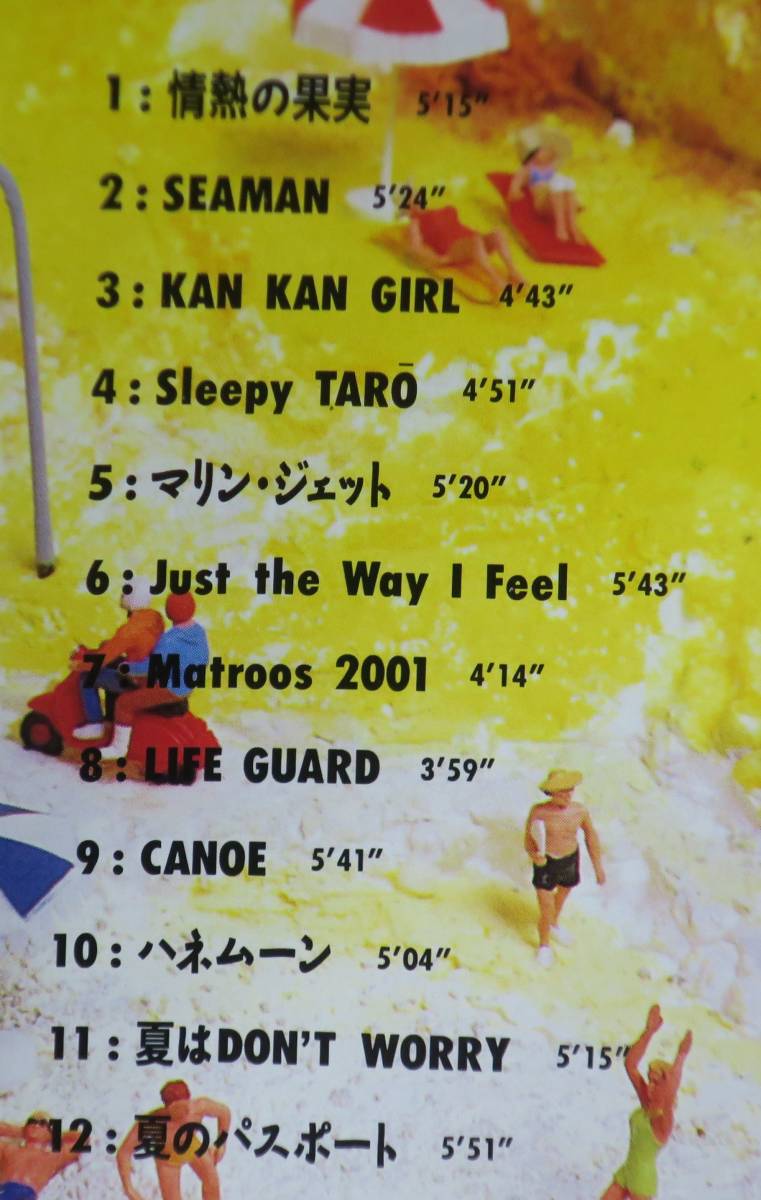 1 : 情熱の果実 5'15"
2 : SEAMAN 5'24"
3 : KAN KAN GIRL 4'43"
4 : Sleepy TARŌ 4'51"
5 : マリン・ジェット 5'20"
6 : Just the Way I Feel 5'43"
7 : Matroos 2001 4'14"
8 : LIFE GUARD 3'59"
9 : CANOE 5'41"
10 : ハネムーン 5'04"
11 : 夏はDON'T WORRY 5'15"
12 : 夏のパスポート 5'51"